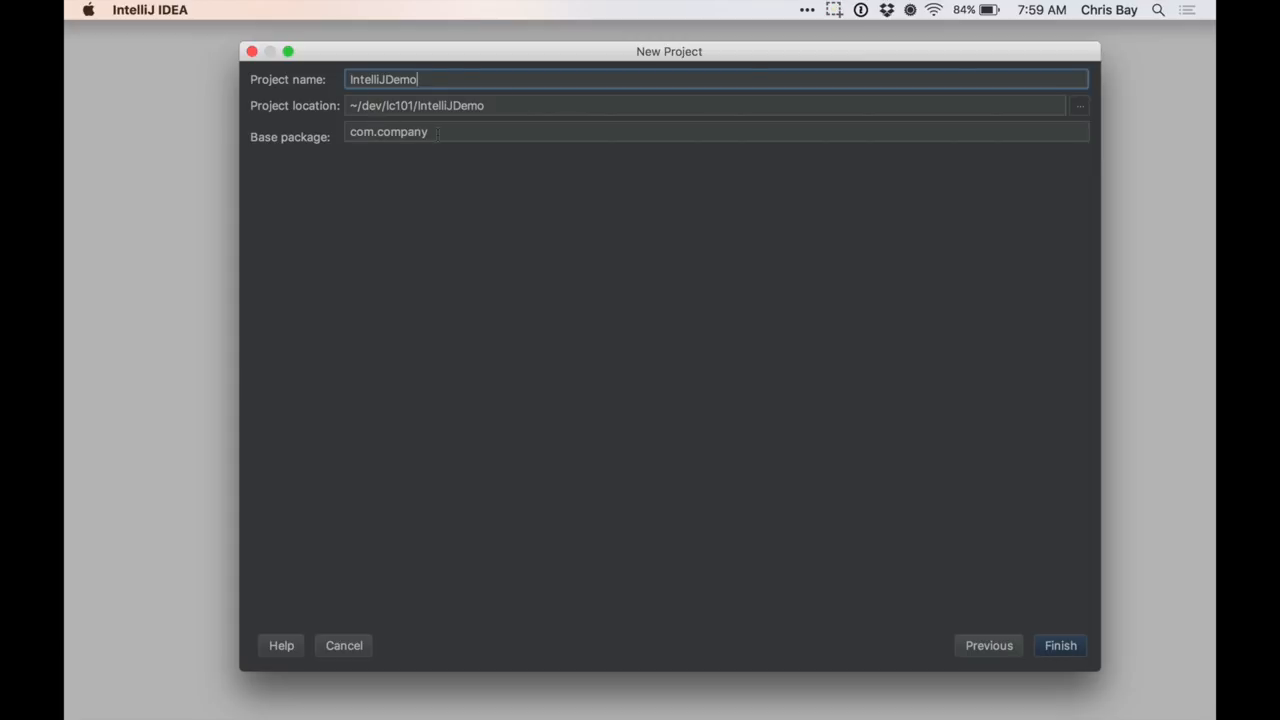 IntelliJ IDEA 84% 7:59 AM Chris Bay
New Project
Project name: IntelliJDemo
Project location: ~/dev/lc101/IntelliJDemo ...
Base package: com.company
Help Cancel Previous Finish